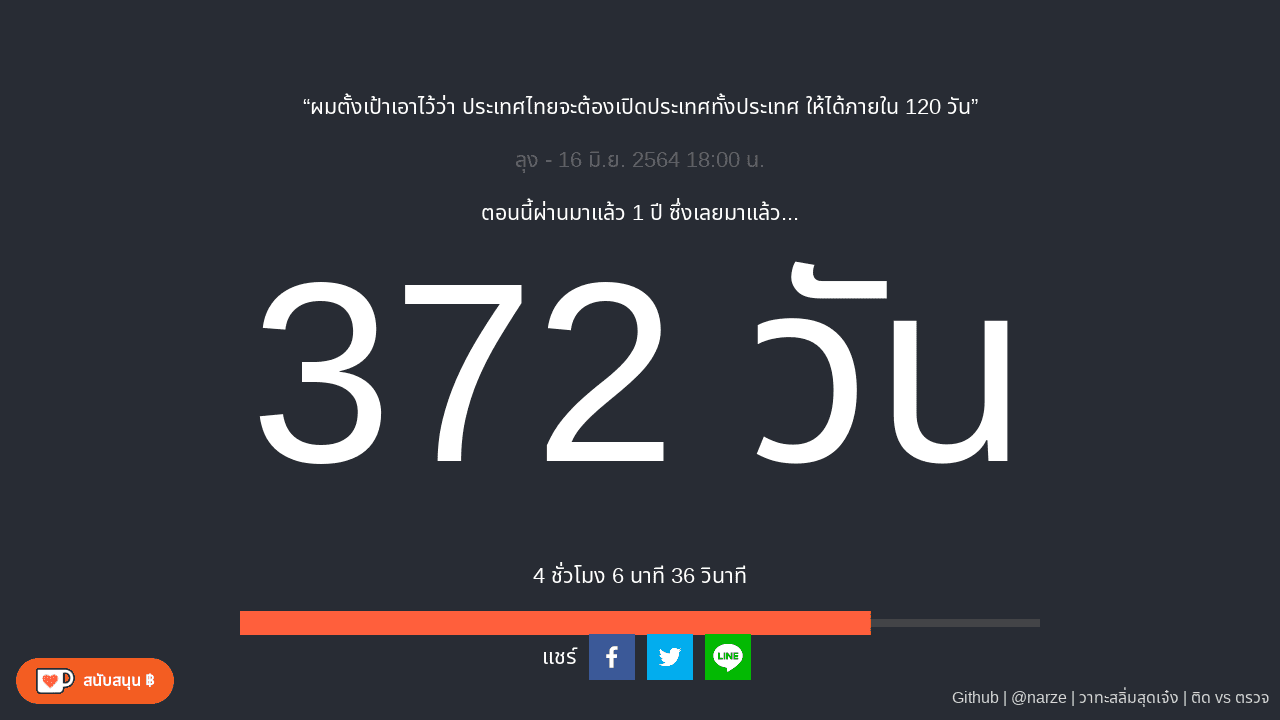 “ผมตั้งเป้าเอาไว้ว่า ประเทศไทยจะต้องเปิดประเทศทั้งประเทศ ให้ได้ภายใน 120 วัน”
ลุง - 16 มิ.ย. 2564 18:00 น.
ตอนนี้ผ่านมาแล้ว 1 ปี ซึ่งเลยมาแล้ว...
372 วัน
4 ชั่วโมง 6 นาที 36 วินาที
แชร์
LINE
สนับสนุน ฿
Github | @narze | วาทะสลิ่มสุดเจ๋ง | ติด vs ตรวจ